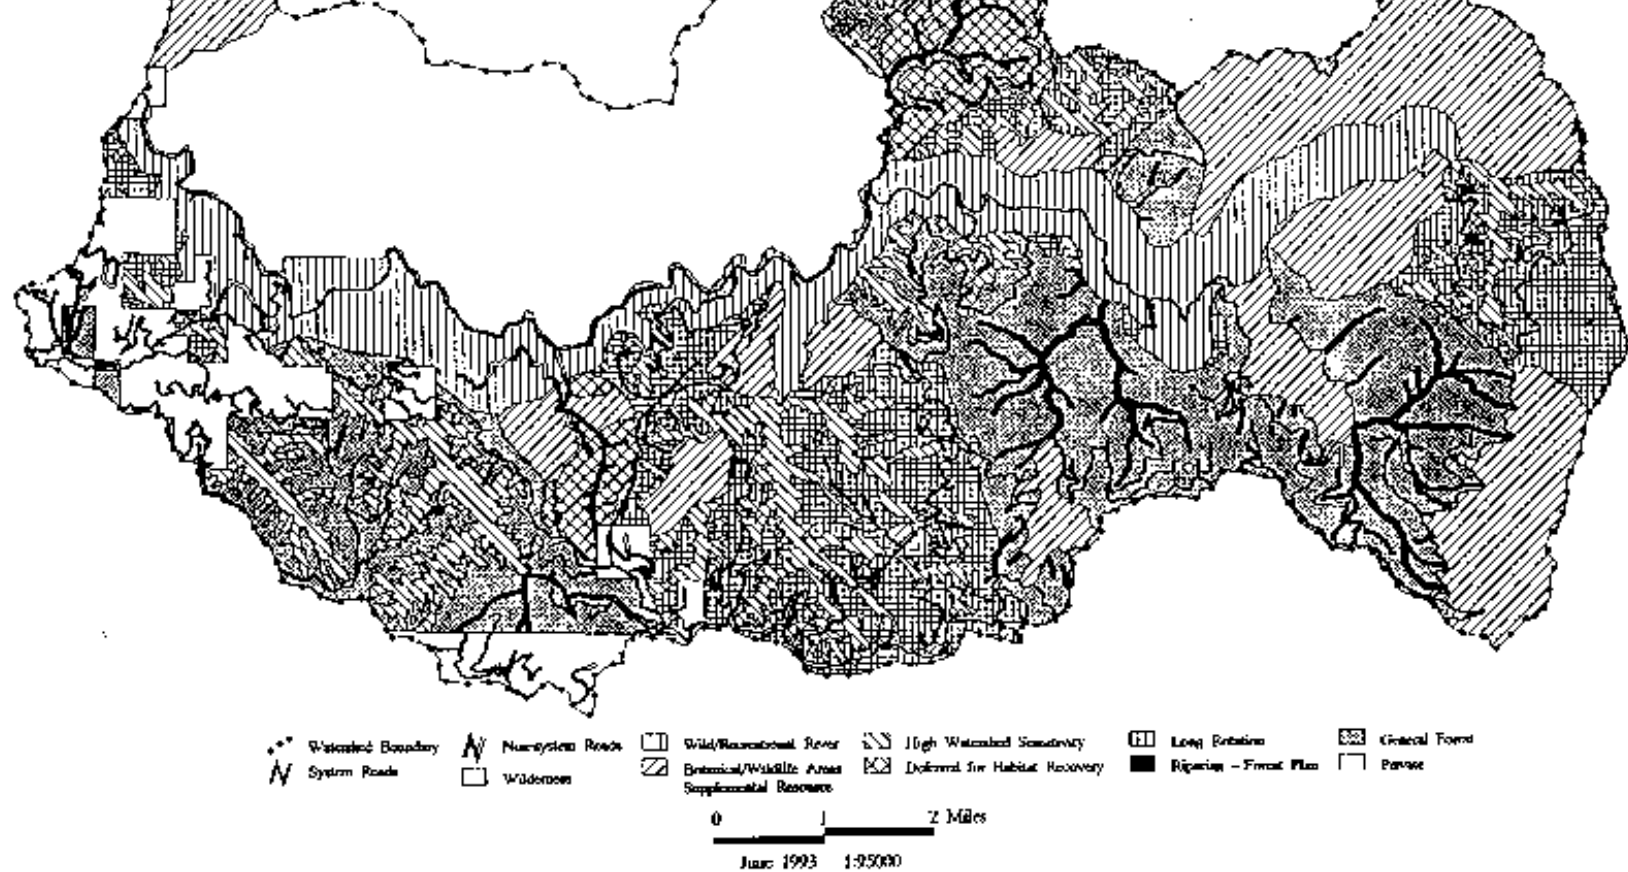 Watershed Boundary
System Roads
Non-system Roads
Wilderness
Wild/Recreational River
Botanical/Wildlife Areas
Supplemental Resource
High Watershed Sensitivity
Deferred for Habitat Recovery
Long Rotation
Riparian - Forest Plan
General Forest
Private
0 1 2 Miles
June 1993 1:95000